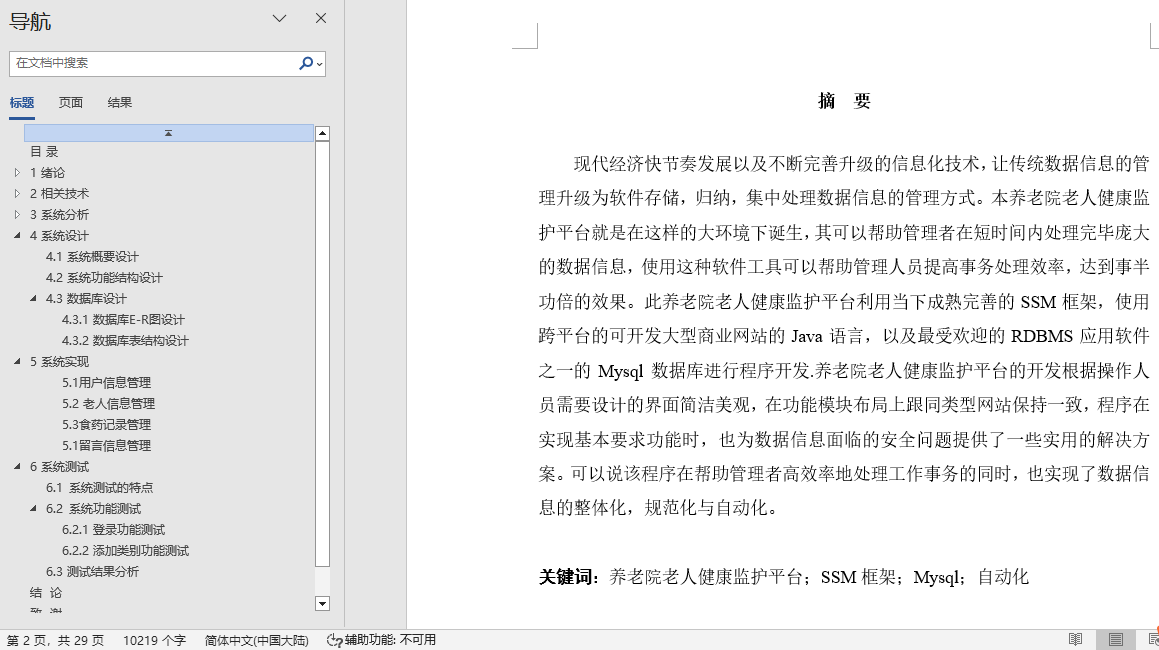 导航
在文档中搜索
标题 页面 结果
目 录
1 绪论
2 相关技术
3 系统分析
4 系统设计
4.1 系统概要设计
4.2 系统功能结构设计
4.3 数据库设计
4.3.1 数据库E-R图设计
4.3.2 数据库表结构设计
5 系统实现
5.1用户信息管理
5.2 老人信息管理
5.3食药记录管理
5.1留言信息管理
6 系统测试
6.1 系统测试的特点
6.2 系统功能测试
6.2.1 登录功能测试
6.2.2 添加类别功能测试
6.3 测试结果分析
结 论
致 谢
摘 要
现代经济快节奏发展以及不断完善升级的信息化技术，让传统数据信息的管
理升级为软件存储，归纳，集中处理数据信息的管理方式。本养老院老人健康监
护平台就是在这样的大环境下诞生，其可以帮助管理者在短时间内处理完毕庞大
的数据信息，使用这种软件工具可以帮助管理人员提高事务处理效率，达到事半
功倍的效果。此养老院老人健康监护平台利用当下成熟完善的 SSM 框架，使用
跨平台的可开发大型商业网站的 Java 语言，以及最受欢迎的 RDBMS 应用软件
之一的 Mysql 数据库进行程序开发.养老院老人健康监护平台的开发根据操作人
员需要设计的界面简洁美观，在功能模块布局上跟同类型网站保持一致，程序在
实现基本要求功能时，也为数据信息面临的安全问题提供了一些实用的解决方
案。可以说该程序在帮助管理者高效率地处理工作事务的同时，也实现了数据信
息的整体化，规范化与自动化。
关键词：养老院老人健康监护平台；SSM 框架；Mysql；自动化
第 2 页，共 29 页 10219 个字 简体中文(中国大陆) 辅助功能: 不可用